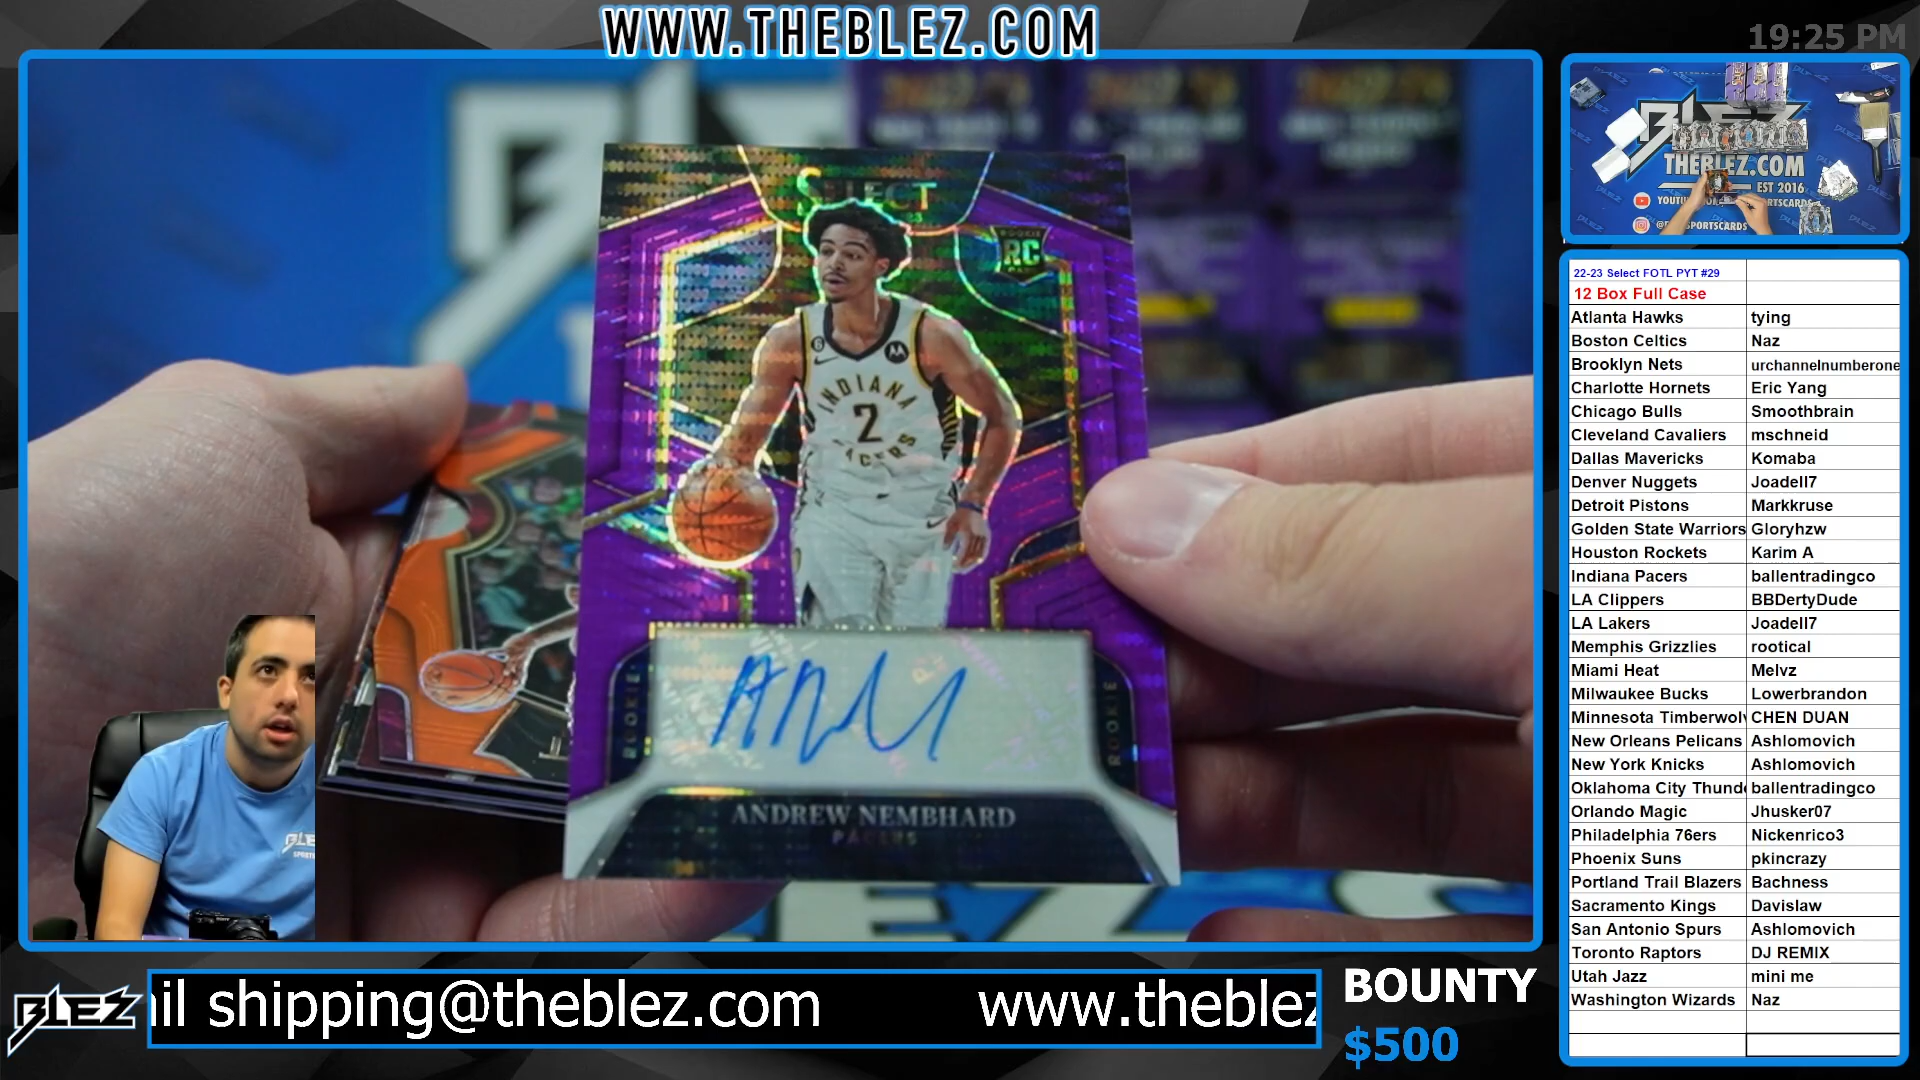 WWW.THEBLEZ.COM
19:25 PM
SELECT
ROOKIE
RC
6
INDIANA
2
PACERS
ROOKIE
ROOKIE
ANDREW NEMBHARD
PACERS
BLEZ
THEBLEZ.COM
EST 2016
22-23 Select FOTL PYT #29
12 Box Full Case
Atlanta Hawks tying
Boston Celtics Naz
Brooklyn Nets urchannelnumberone
Charlotte Hornets Eric Yang
Chicago Bulls Smoothbrain
Cleveland Cavaliers mschneid
Dallas Mavericks Komaba
Denver Nuggets Joadell7
Detroit Pistons Markkruse
Golden State Warriors Gloryhzw
Houston Rockets Karim A
Indiana Pacers ballentradingco
LA Clippers BBDertyDude
LA Lakers Joadell7
Memphis Grizzlies rootical
Miami Heat Melvz
Milwaukee Bucks Lowerbrandon
Minnesota Timberwolv CHEN DUAN
New Orleans Pelicans Ashlomovich
New York Knicks Ashlomovich
Oklahoma City Thund ballentradingco
Orlando Magic Jhusker07
Philadelphia 76ers Nickenrico3
Phoenix Suns pkincrazy
Portland Trail Blazers Bachness
Sacramento Kings Davislaw
San Antonio Spurs Ashlomovich
Toronto Raptors DJ REMIX
Utah Jazz mini me
Washington Wizards Naz
BLEZ
il shipping@theblez.com www.theblez
BOUNTY
$500